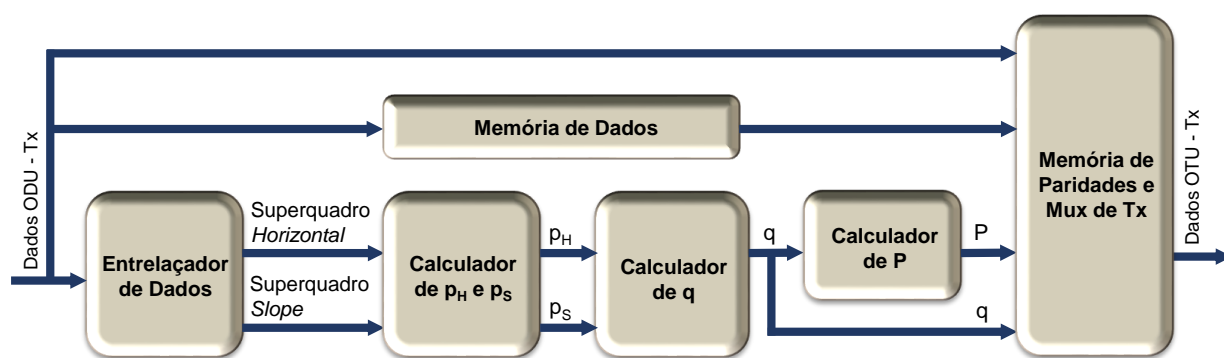 Dados ODU - Tx
Memória de Dados
Entrelaçador
de Dados
Superquadro
Horizontal
Superquadro
Slope
Calculador
de pH e pS
pH
pS
Calculador
de q
q
Calculador
de P
P
q
Memória de
Paridades e
Mux de Tx
Dados OTU - Tx